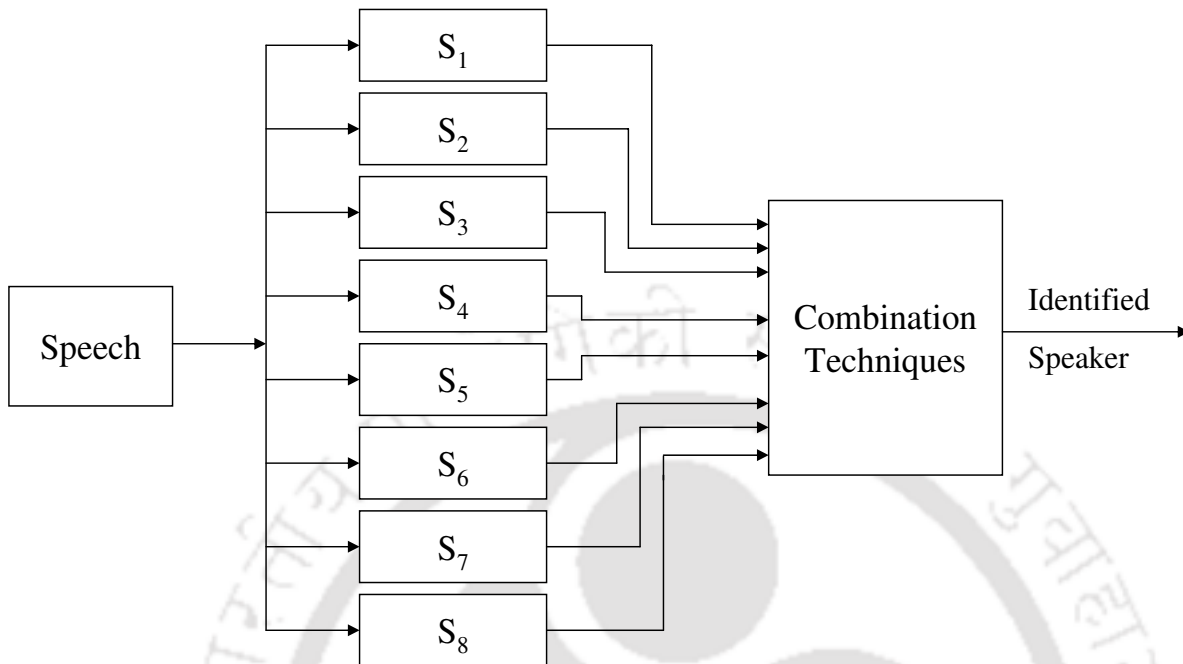 S₁
S₂
S₃
S₄
S₅
S₆
S₇
S₈
Speech
Combination
Techniques
Identified
Speaker